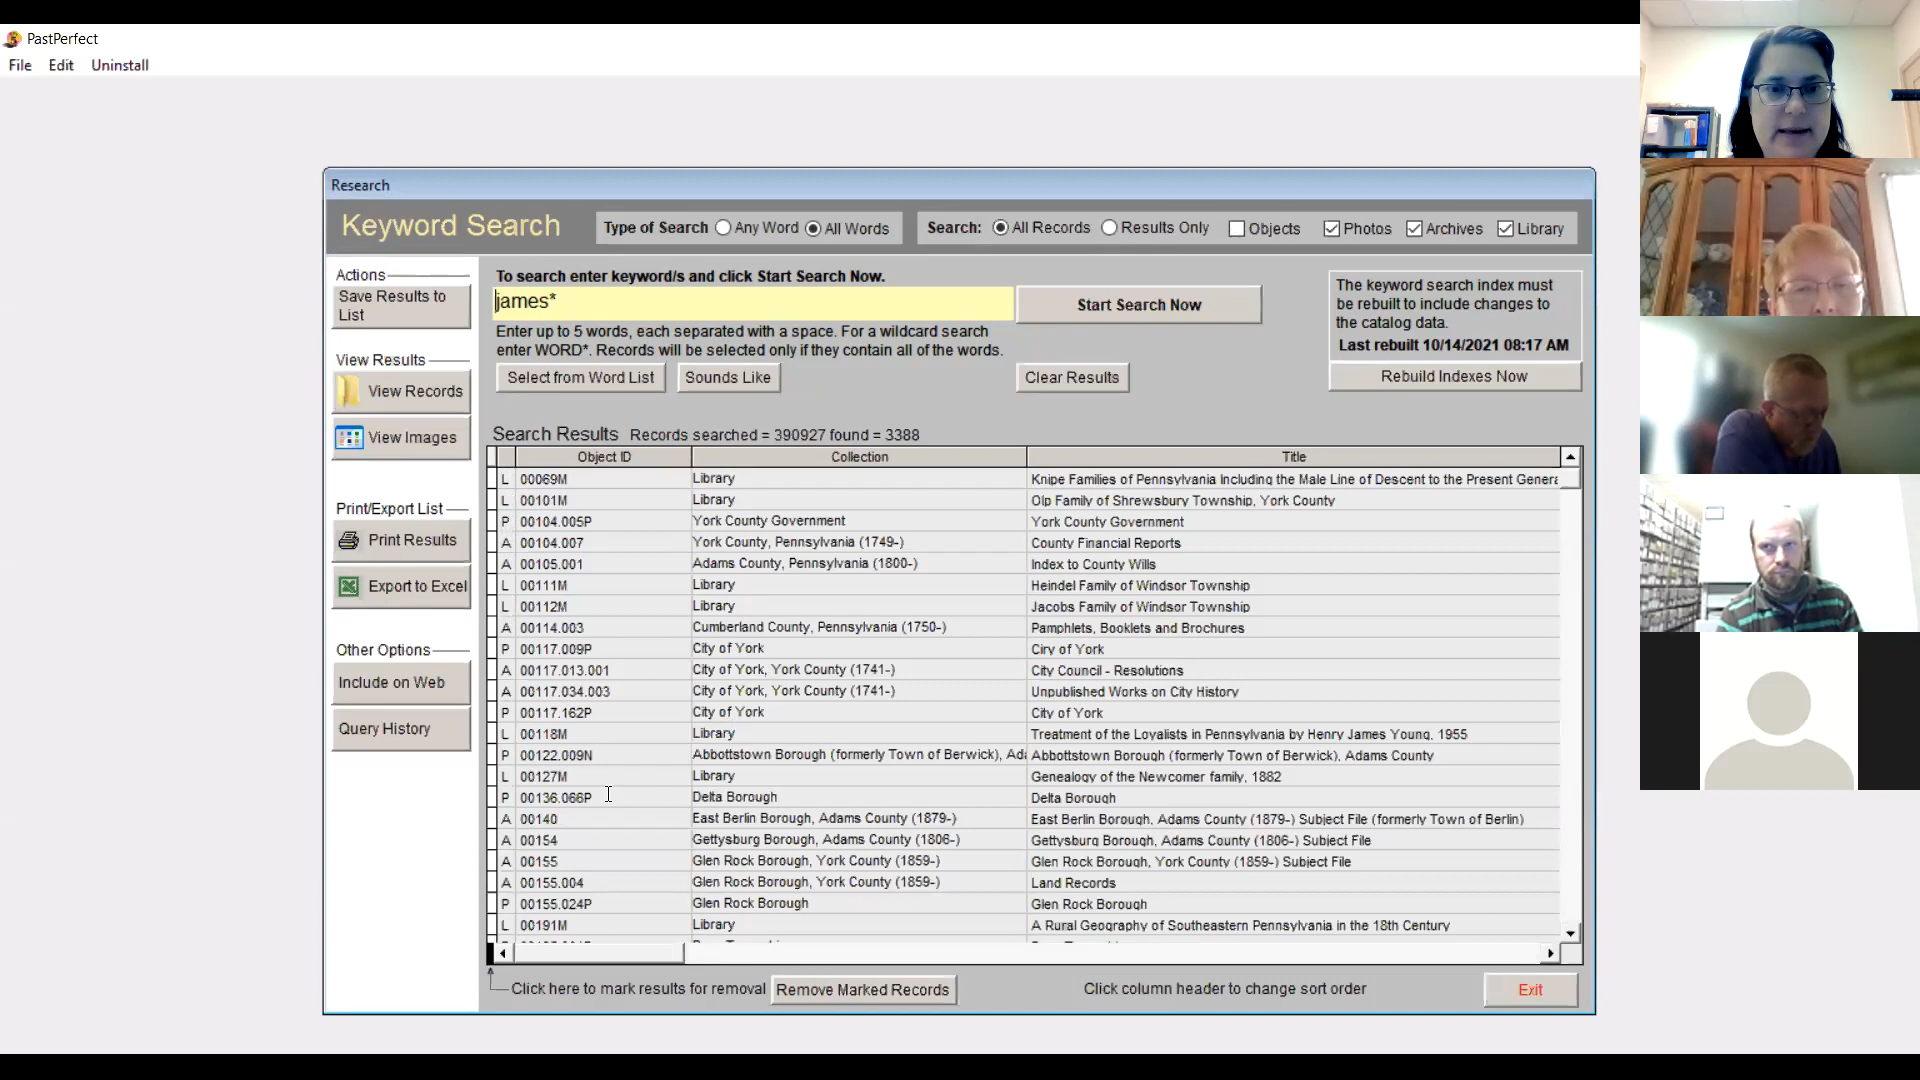 PastPerfect
File Edit Uninstall
Research
Keyword Search
Type of Search Any Word All Words
Search: All Records Results Only Objects Photos Archives Library
Actions
Save Results to
List
View Results
View Records
View Images
Print/Export List
Print Results
Export to Excel
Other Options
Include on Web
Query History
To search enter keyword/s and click Start Search Now.
james*
Start Search Now
Enter up to 5 words, each separated with a space. For a wildcard search
enter WORD*. Records will be selected only if they contain all of the words.
Select from Word List Sounds Like Clear Results
The keyword search index must
be rebuilt to include changes to
the catalog data.
Last rebuilt 10/14/2021 08:17 AM
Rebuild Indexes Now
Search Results Records searched = 390927 found = 3388
Object ID Collection Title
L 00069M Library Knipe Families of Pennsylvania Including the Male Line of Descent to the Present Genera
L 00101M Library Olp Family of Shrewsbury Township, York County
P 00104.005P York County Government York County Government
A 00104.007 York County, Pennsylvania (1749-) County Financial Reports
A 00105.001 Adams County, Pennsylvania (1800-) Index to County Wills
L 00111M Library Heindel Family of Windsor Township
L 00112M Library Jacobs Family of Windsor Township
A 00114.003 Cumberland County, Pennsylvania (1750-) Pamphlets, Booklets and Brochures
P 00117.009P City of York Ciry of York
A 00117.013.001 City of York, York County (1741-) City Council - Resolutions
A 00117.034.003 City of York, York County (1741-) Unpublished Works on City History
P 00117.162P City of York City of York
L 00118M Library Treatment of the Loyalists in Pennsylvania by Henry James Young. 1955
P 00122.009N Abbottstown Borough (formerly Town of Berwick), Ada Abbottstown Borough (formerly Town of Berwick), Adams County
L 00127M Library Genealogy of the Newcomer family, 1882
P 00136.066P Delta Borough Delta Borough
A 00140 East Berlin Borough, Adams County (1879-) East Berlin Borough, Adams County (1879-) Subject File (formerly Town of Berlin)
A 00154 Gettysburg Borough, Adams County (1806-) Gettysburg Borough, Adams County (1806-) Subject File
A 00155 Glen Rock Borough, York County (1859-) Glen Rock Borough, York County (1859-) Subject File
A 00155.004 Glen Rock Borough, York County (1859-) Land Records
P 00155.024P Glen Rock Borough Glen Rock Borough
L 00191M Library A Rural Geography of Southeastern Pennsylvania in the 18th Century
Click here to mark results for removal Remove Marked Records Click column header to change sort order Exit